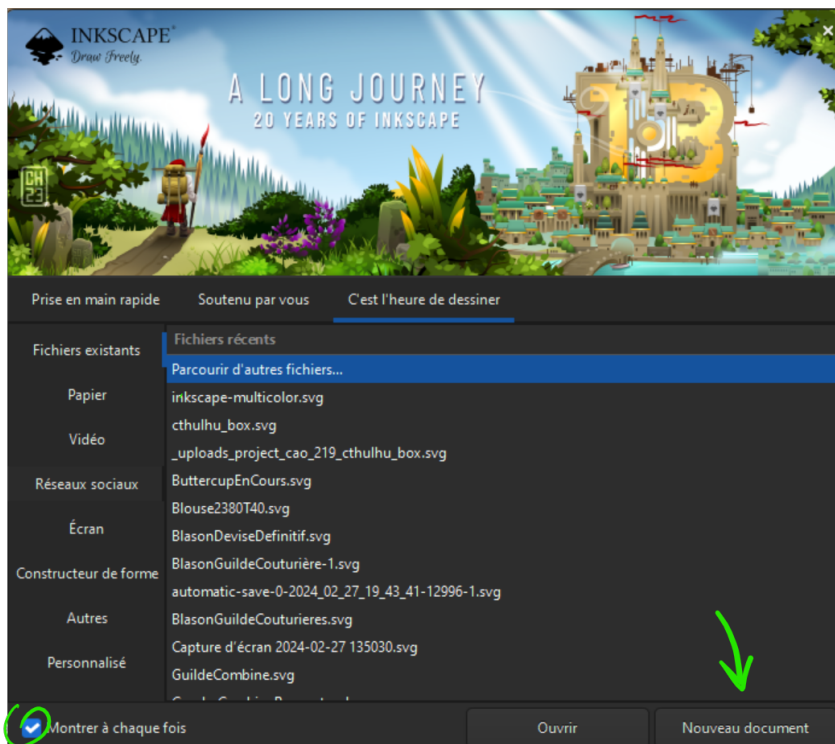 INKSCAPE®
Draw Freely.
A LONG JOURNEY
20 YEARS OF INKSCAPE
1.3
CH
23
Prise en main rapide
Soutenu par vous
C'est l'heure de dessiner
Fichiers existants
Papier
Vidéo
Réseaux sociaux
Écran
Constructeur de forme
Autres
Personnalisé
Fichiers récents
Parcourir d'autres fichiers...
inkscape-multicolor.svg
cthulhu_box.svg
_uploads_project_cao_219_cthulhu_box.svg
ButtercupEnCours.svg
Blouse2380T40.svg
BlasonDeviseDefinitif.svg
BlasonGuildeCouturière-1.svg
automatic-save-0-2024_02_27_19_43_41-12996-1.svg
BlasonGuildeCouturieres.svg
Capture d'écran 2024-02-27 135030.svg
GuildeCombine.svg
Montrer à chaque fois
Ouvrir
Nouveau document